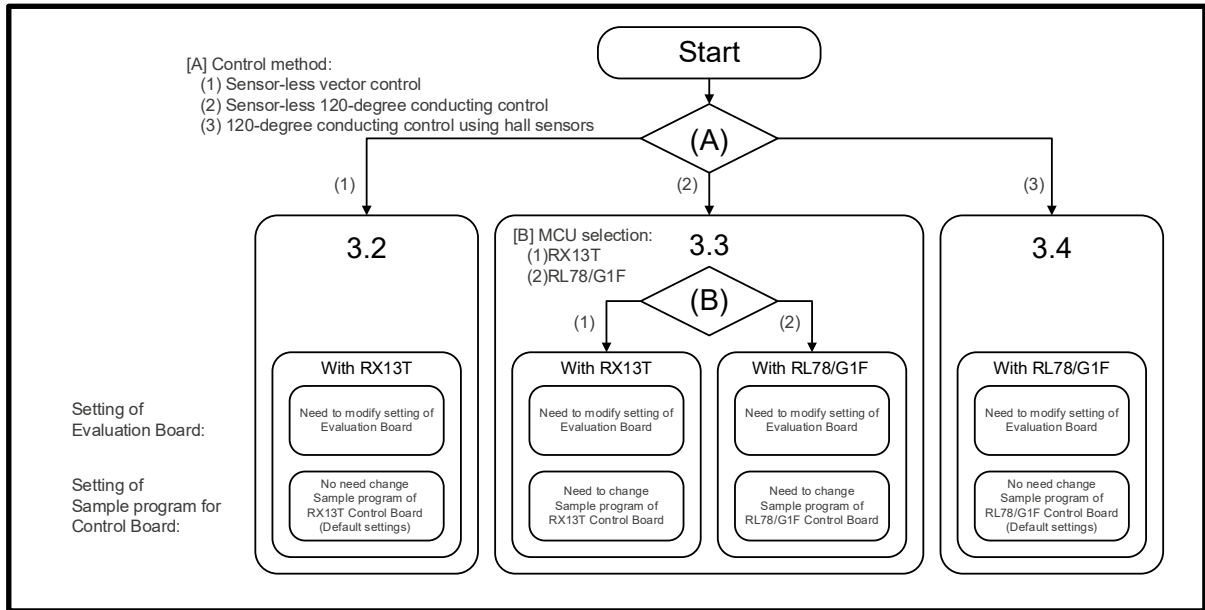 Start
[A] Control method:
(1) Sensor-less vector control
(2) Sensor-less 120-degree conducting control
(3) 120-degree conducting control using hall sensors
(A)
(1)
(2)
(3)
3.2
[B] MCU selection:
(1)RX13T
(2)RL78/G1F
3.3
3.4
(B)
(1)
(2)
With RX13T
With RX13T
With RL78/G1F
With RL78/G1F
Setting of
Evaluation Board:
Need to modify setting of
Evaluation Board
Need to modify setting of
Evaluation Board
Need to modify setting of
Evaluation Board
Need to modify setting of
Evaluation Board
Setting of
Sample program for
Control Board:
No need change
Sample program of
RX13T Control Board
(Default settings)
Need to change
Sample program of
RX13T Control Board
Need to change
Sample program of
RL78/G1F Control Board
No need change
Sample program of
RL78/G1F Control Board
(Default settings)